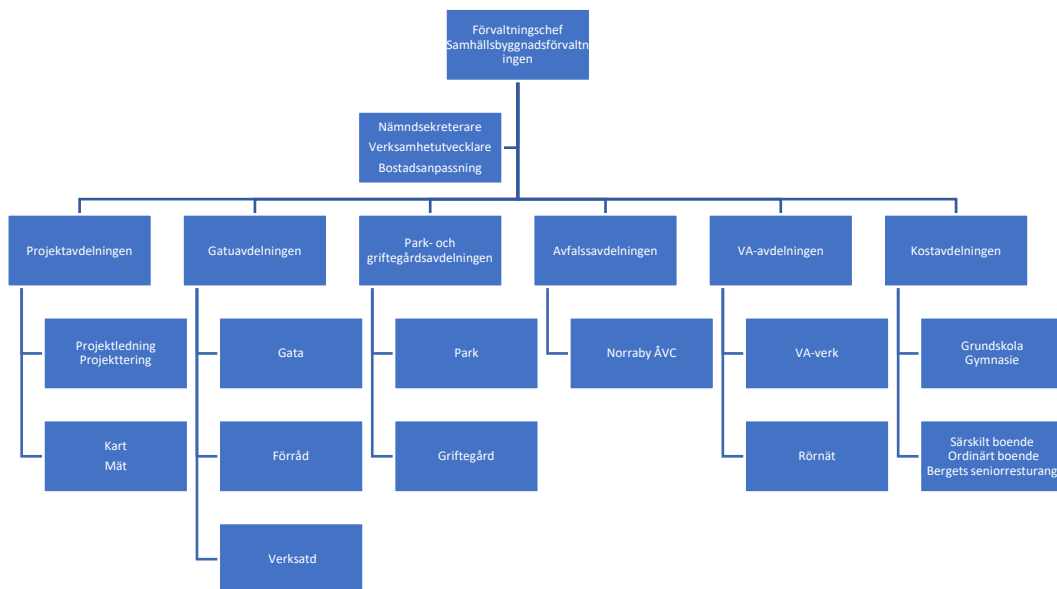 Förvaltningschef
Samhällsbyggnadsförvaltn
ingen
Nämndsekreterare
Verksamhetutvecklare
Bostadsanpassning
Projektavdelningen
Gatuavdelningen
Park- och
griftegårdsavdelningen
Avfalssavdelningen
VA-avdelningen
Kostavdelningen
Projektledning
Projekttering
Gata
Park
Norraby ÅVC
VA-verk
Grundskola
Gymnasie
Kart
Mät
Förråd
Griftegård
Rörnät
Särskilt boende
Ordinärt boende
Bergets seniorresturang
Verksatd